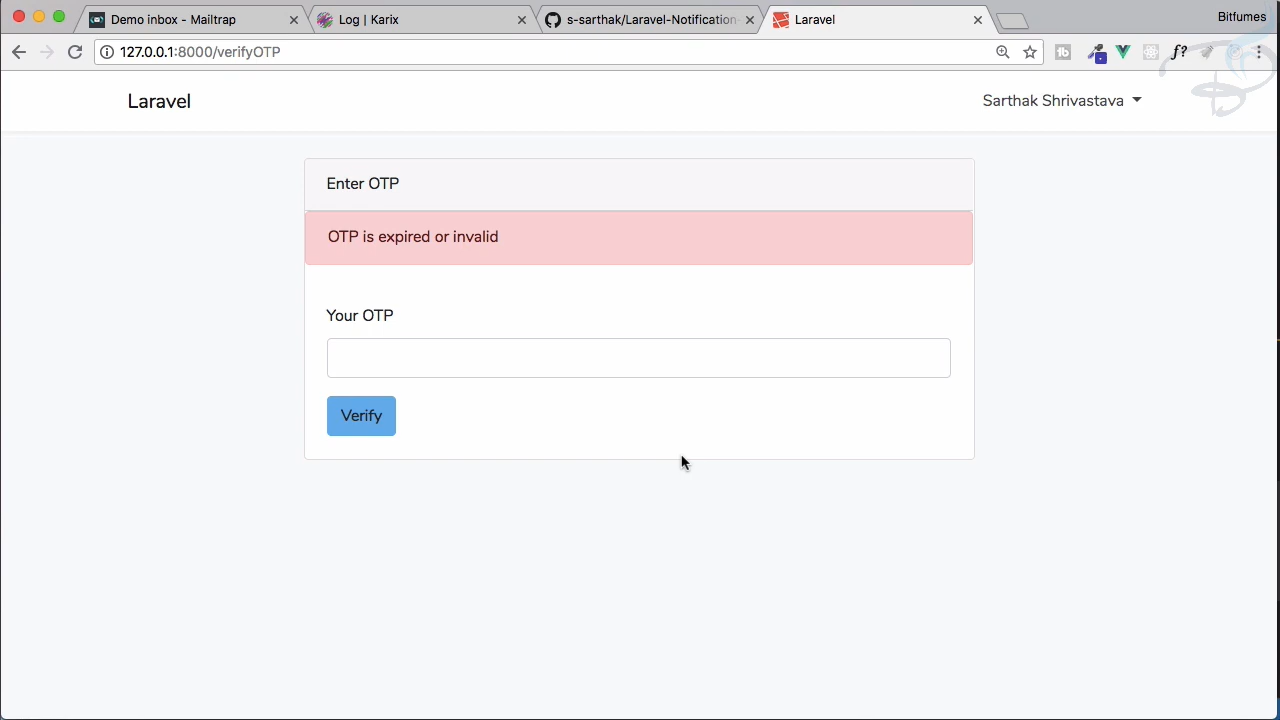 Demo inbox - Mailtrap
Log | Karix
s-sarthak/Laravel-Notification
Laravel
Bitfumes
127.0.0.1:8000/verifyOTP
tb
f?
Laravel
Sarthak Shrivastava
Enter OTP
OTP is expired or invalid
Your OTP
Verify